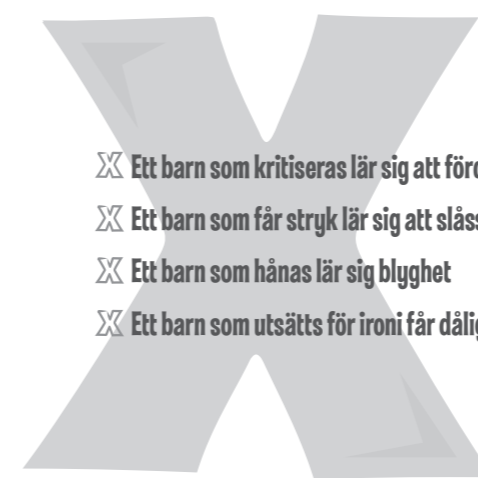 Ett barn som kritiseras lär sig att
Ett barn som får stryk lär sig att
Ett barn som hånas lär sig blyghet
Ett barn som utsätts för ironi får